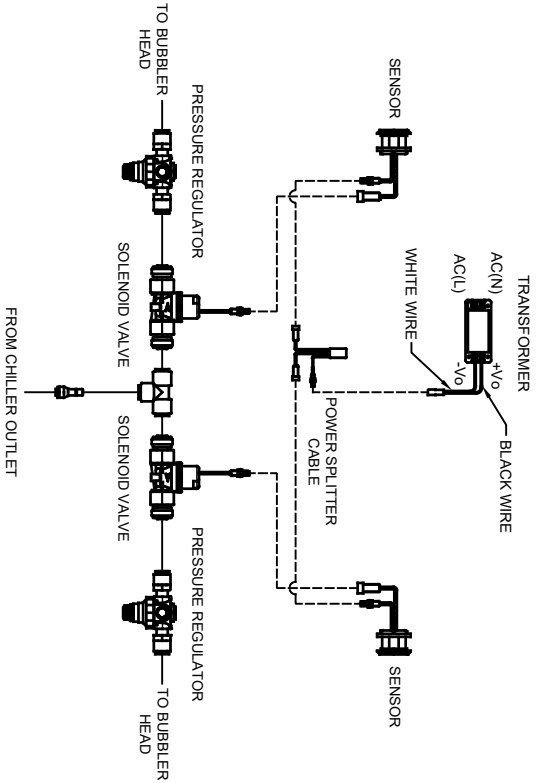 TRANSFORMER
AC(N)
AC(L)
+Vo
-Vo
WHITE WIRE
BLACK WIRE
SENSOR
SENSOR
POWER SPLITTER
CABLE
TO BUBBLER
HEAD
PRESSURE REGULATOR
SOLENOID VALVE
SOLENOID VALVE
PRESSURE REGULATOR
TO BUBBLER
HEAD
FROM CHILLER OUTLET